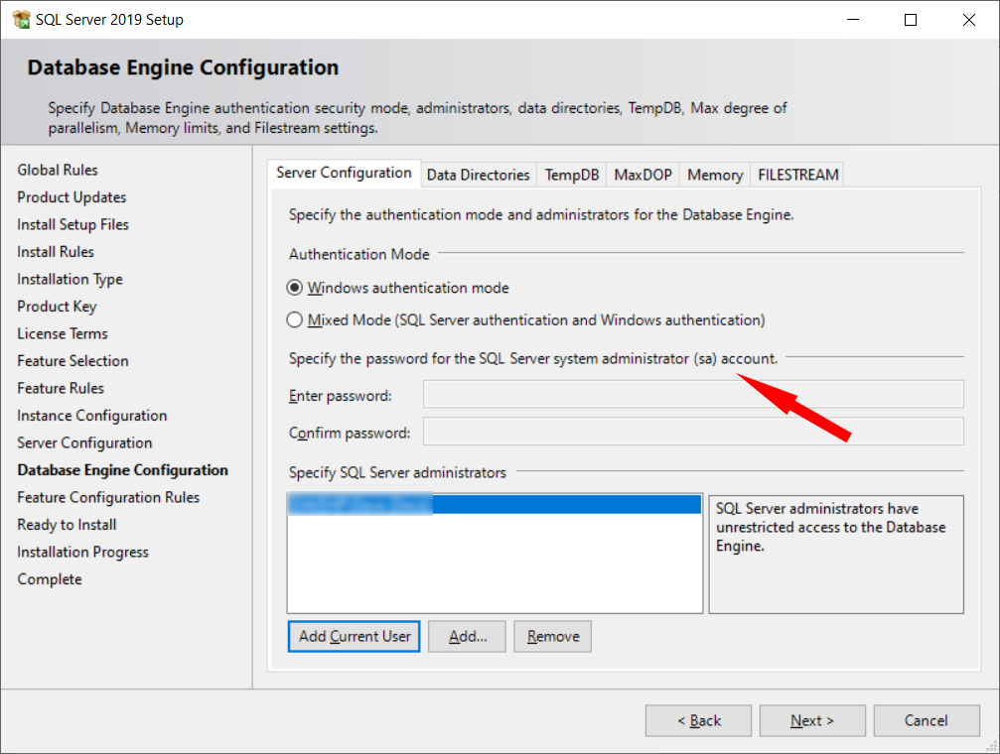 SQL Server 2019 Setup
Database Engine Configuration
Specify Database Engine authentication security mode, administrators, data directories, TempDB, Max degree of
parallelism, Memory limits, and Filestream settings.
Global Rules
Product Updates
Install Setup Files
Install Rules
Installation Type
Product Key
License Terms
Feature Selection
Feature Rules
Instance Configuration
Server Configuration
Database Engine Configuration
Feature Configuration Rules
Ready to Install
Installation Progress
Complete
Server Configuration Data Directories TempDB MaxDOP Memory FILESTREAM
Specify the authentication mode and administrators for the Database Engine.
Authentication Mode
Windows authentication mode
Mixed Mode (SQL Server authentication and Windows authentication)
Specify the password for the SQL Server system administrator (sa) account.
Enter password:
Confirm password:
Specify SQL Server administrators
SQL Server administrators have
unrestricted access to the Database
Engine.
Add Current User Add... Remove
< Back Next > Cancel